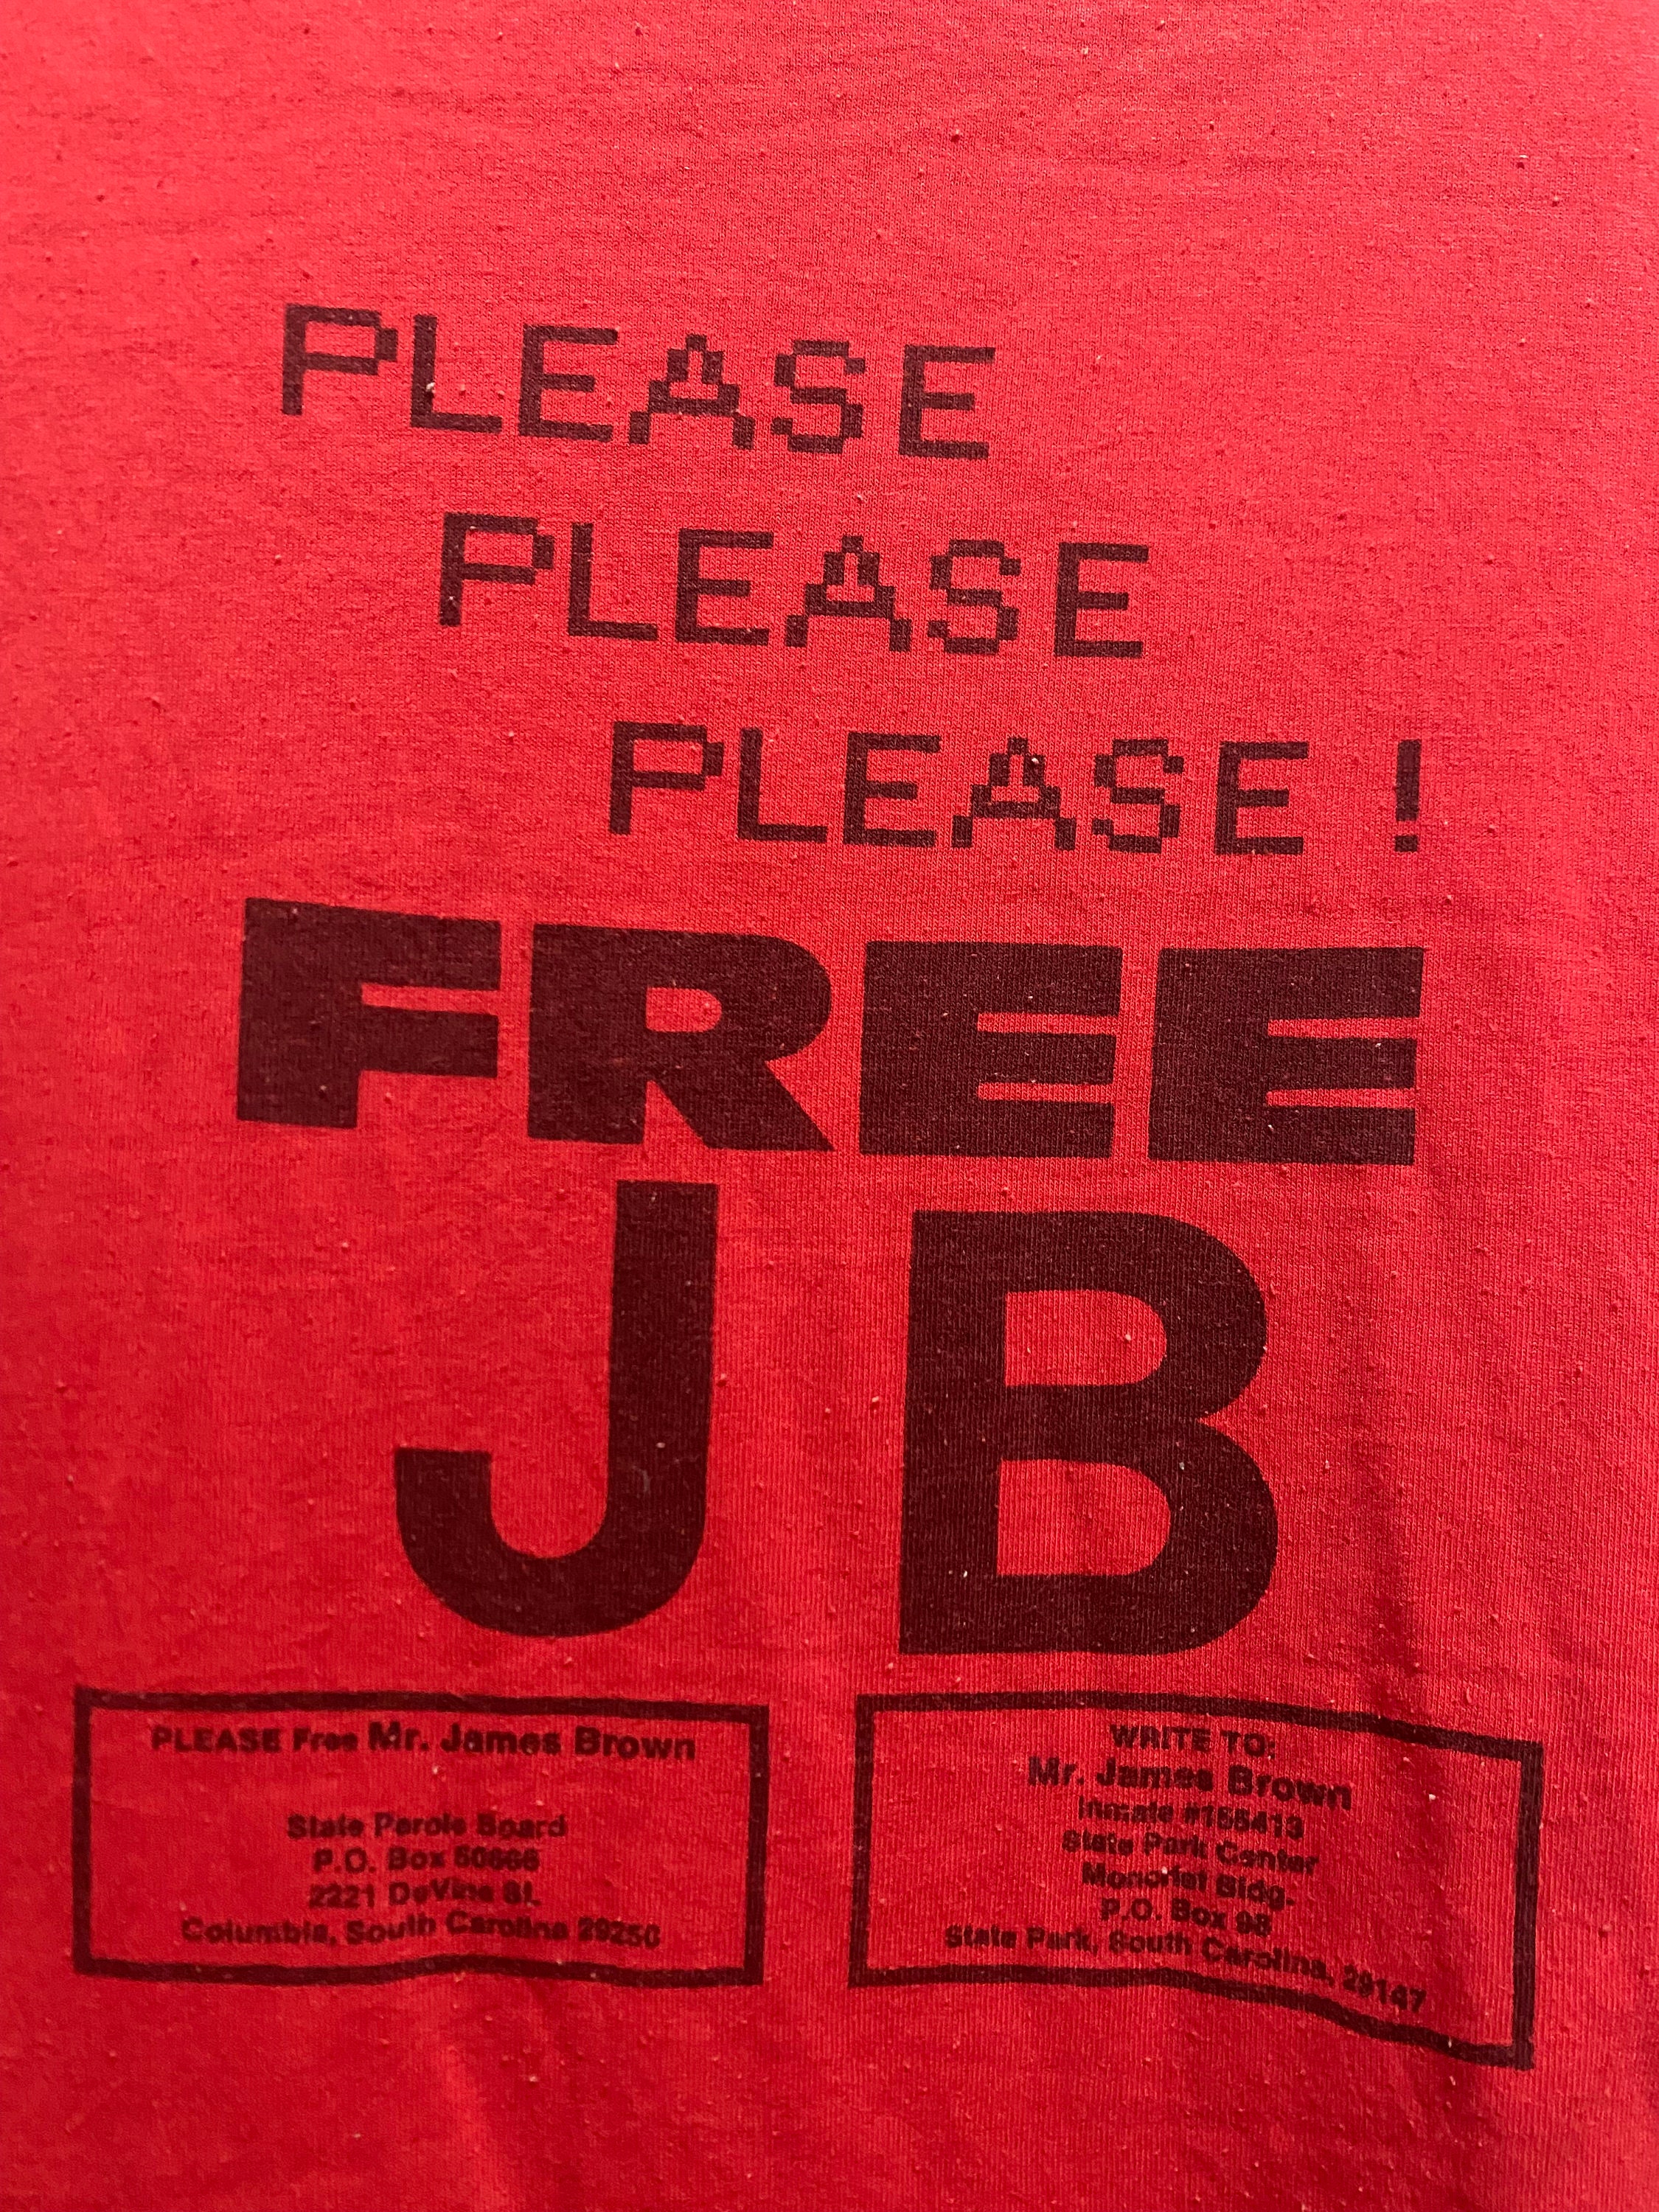 PLEASE
PLEASE
PLEASE !
FREE
J B
PLEASE Free Mr. James Brown
State Parole Board
P.O. Box 50666
2221 DeVine St.
Columbia, South Carolina 29250
WRITE TO:
Mr. James Brown
Inmate #155413
State Park Center
Monoriat Bldg.
P.O. Box 98
State Park, South Carolina, 29147